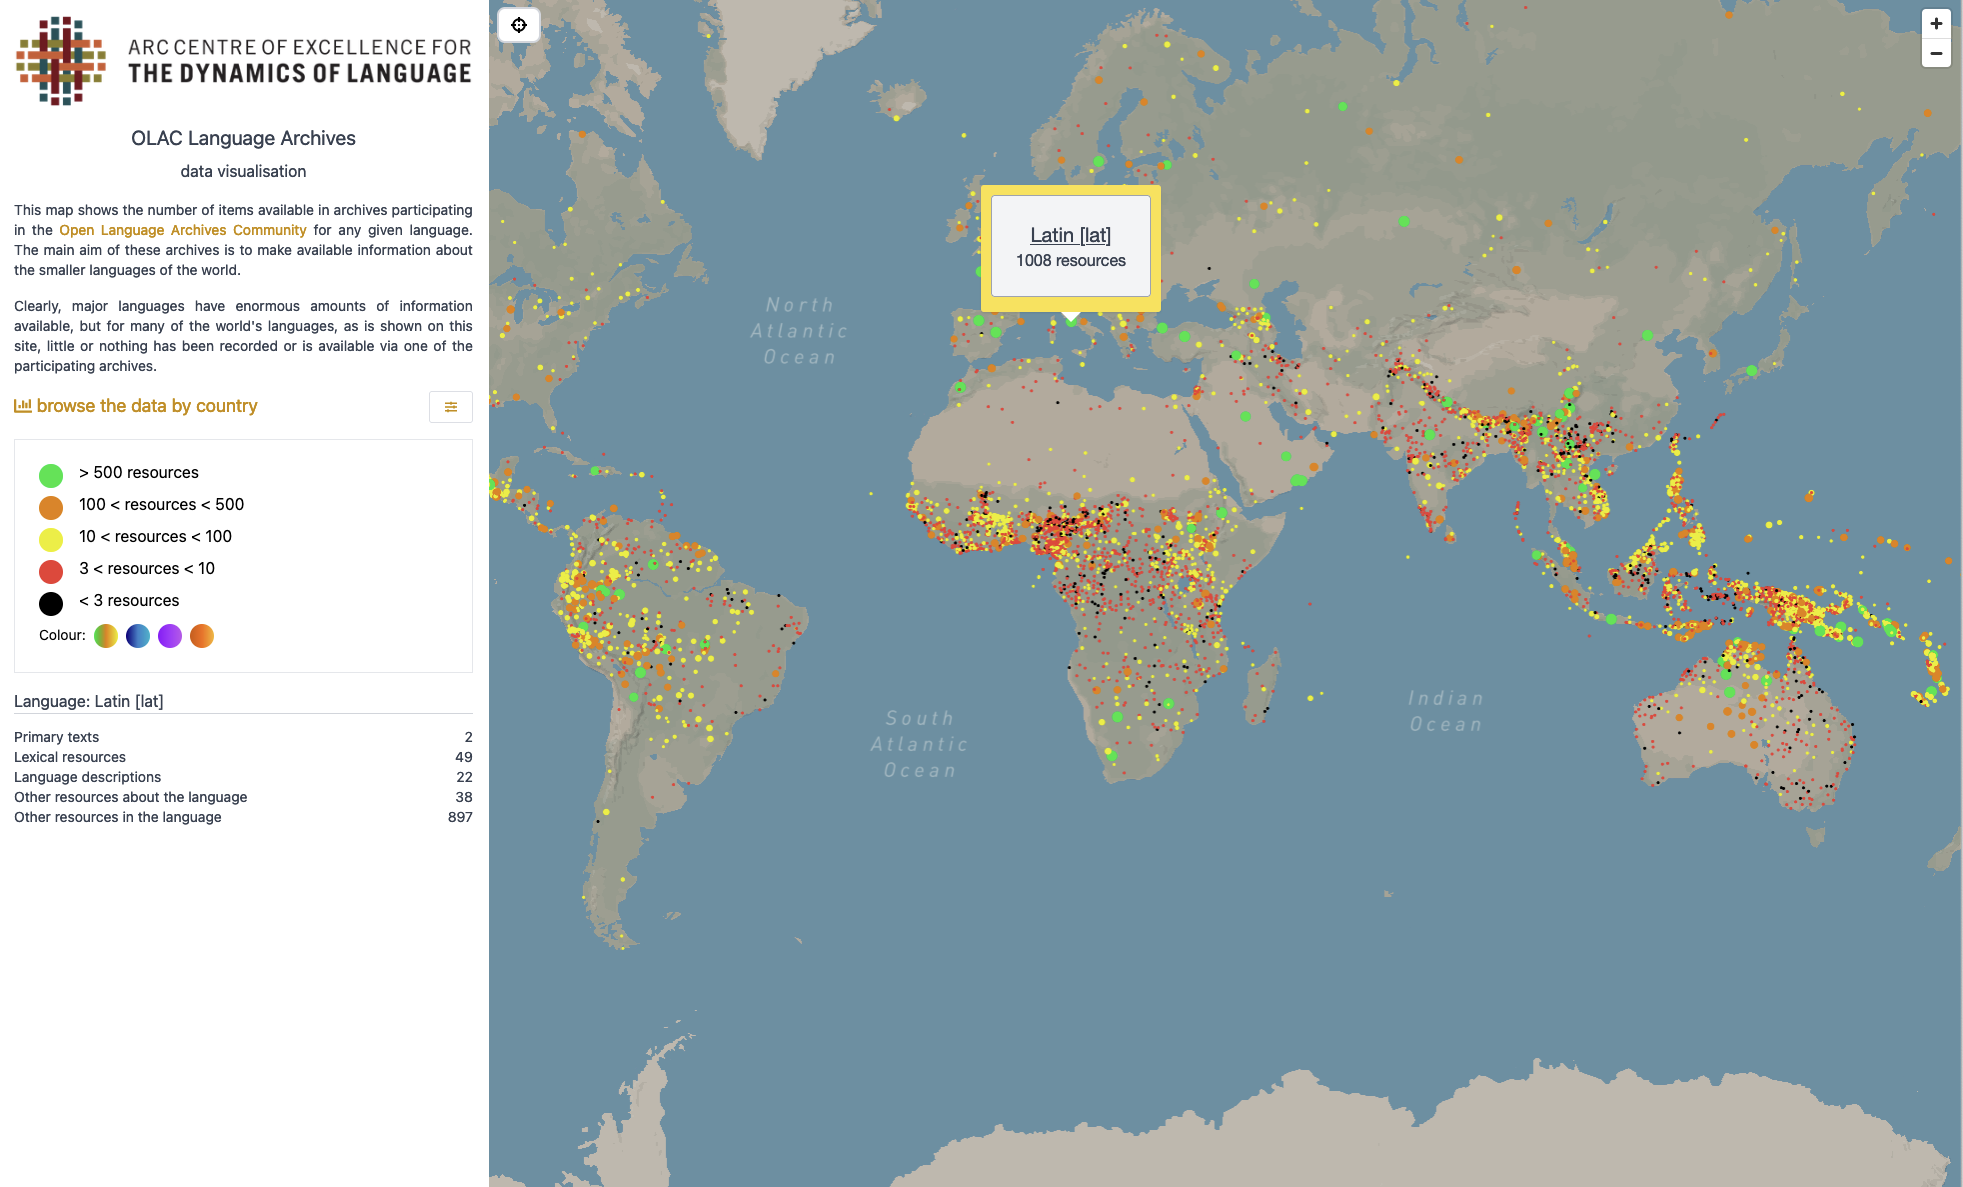 ARC CENTRE OF EXCELLENCE FOR
THE DYNAMICS OF LANGUAGE
OLAC Language Archives
data visualisation
This map shows the number of items available in archives participating
in the Open Language Archives Community for any given language.
The main aim of these archives is to make available information about
the smaller languages of the world.
Clearly, major languages have enormous amounts of information
available, but for many of the world's languages, as is shown on this
site, little or nothing has been recorded or is available via one of the
participating archives.
browse the data by country
> 500 resources
100 < resources < 500
10 < resources < 100
3 < resources < 10
< 3 resources
Colour:
Language: Latin [lat]
Primary texts 2
Lexical resources 49
Language descriptions 22
Other resources about the language 38
Other resources in the language 897
+
−
Latin [lat]
1008 resources
North
Atlantic
Ocean
South
Atlantic
Ocean
Indian
Ocean